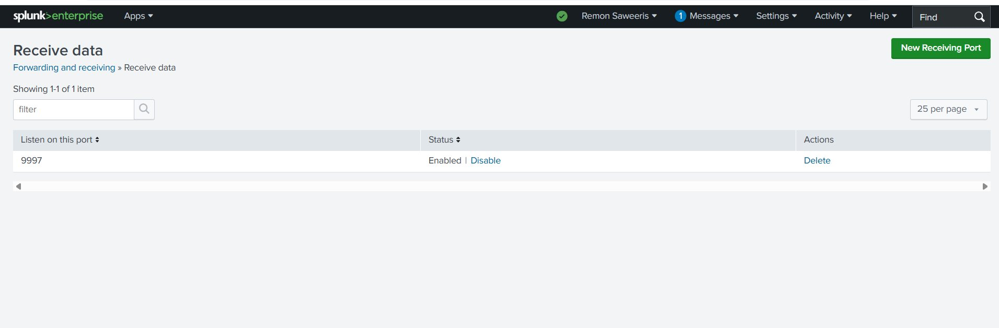 splunk>enterprise Apps Remon Saweeris 1 Messages Settings Activity Help Find
Receive data
New Receiving Port
Forwarding and receiving » Receive data
Showing 1-1 of 1 item
filter
25 per page
Listen on this port Status Actions
9997 Enabled | Disable Delete